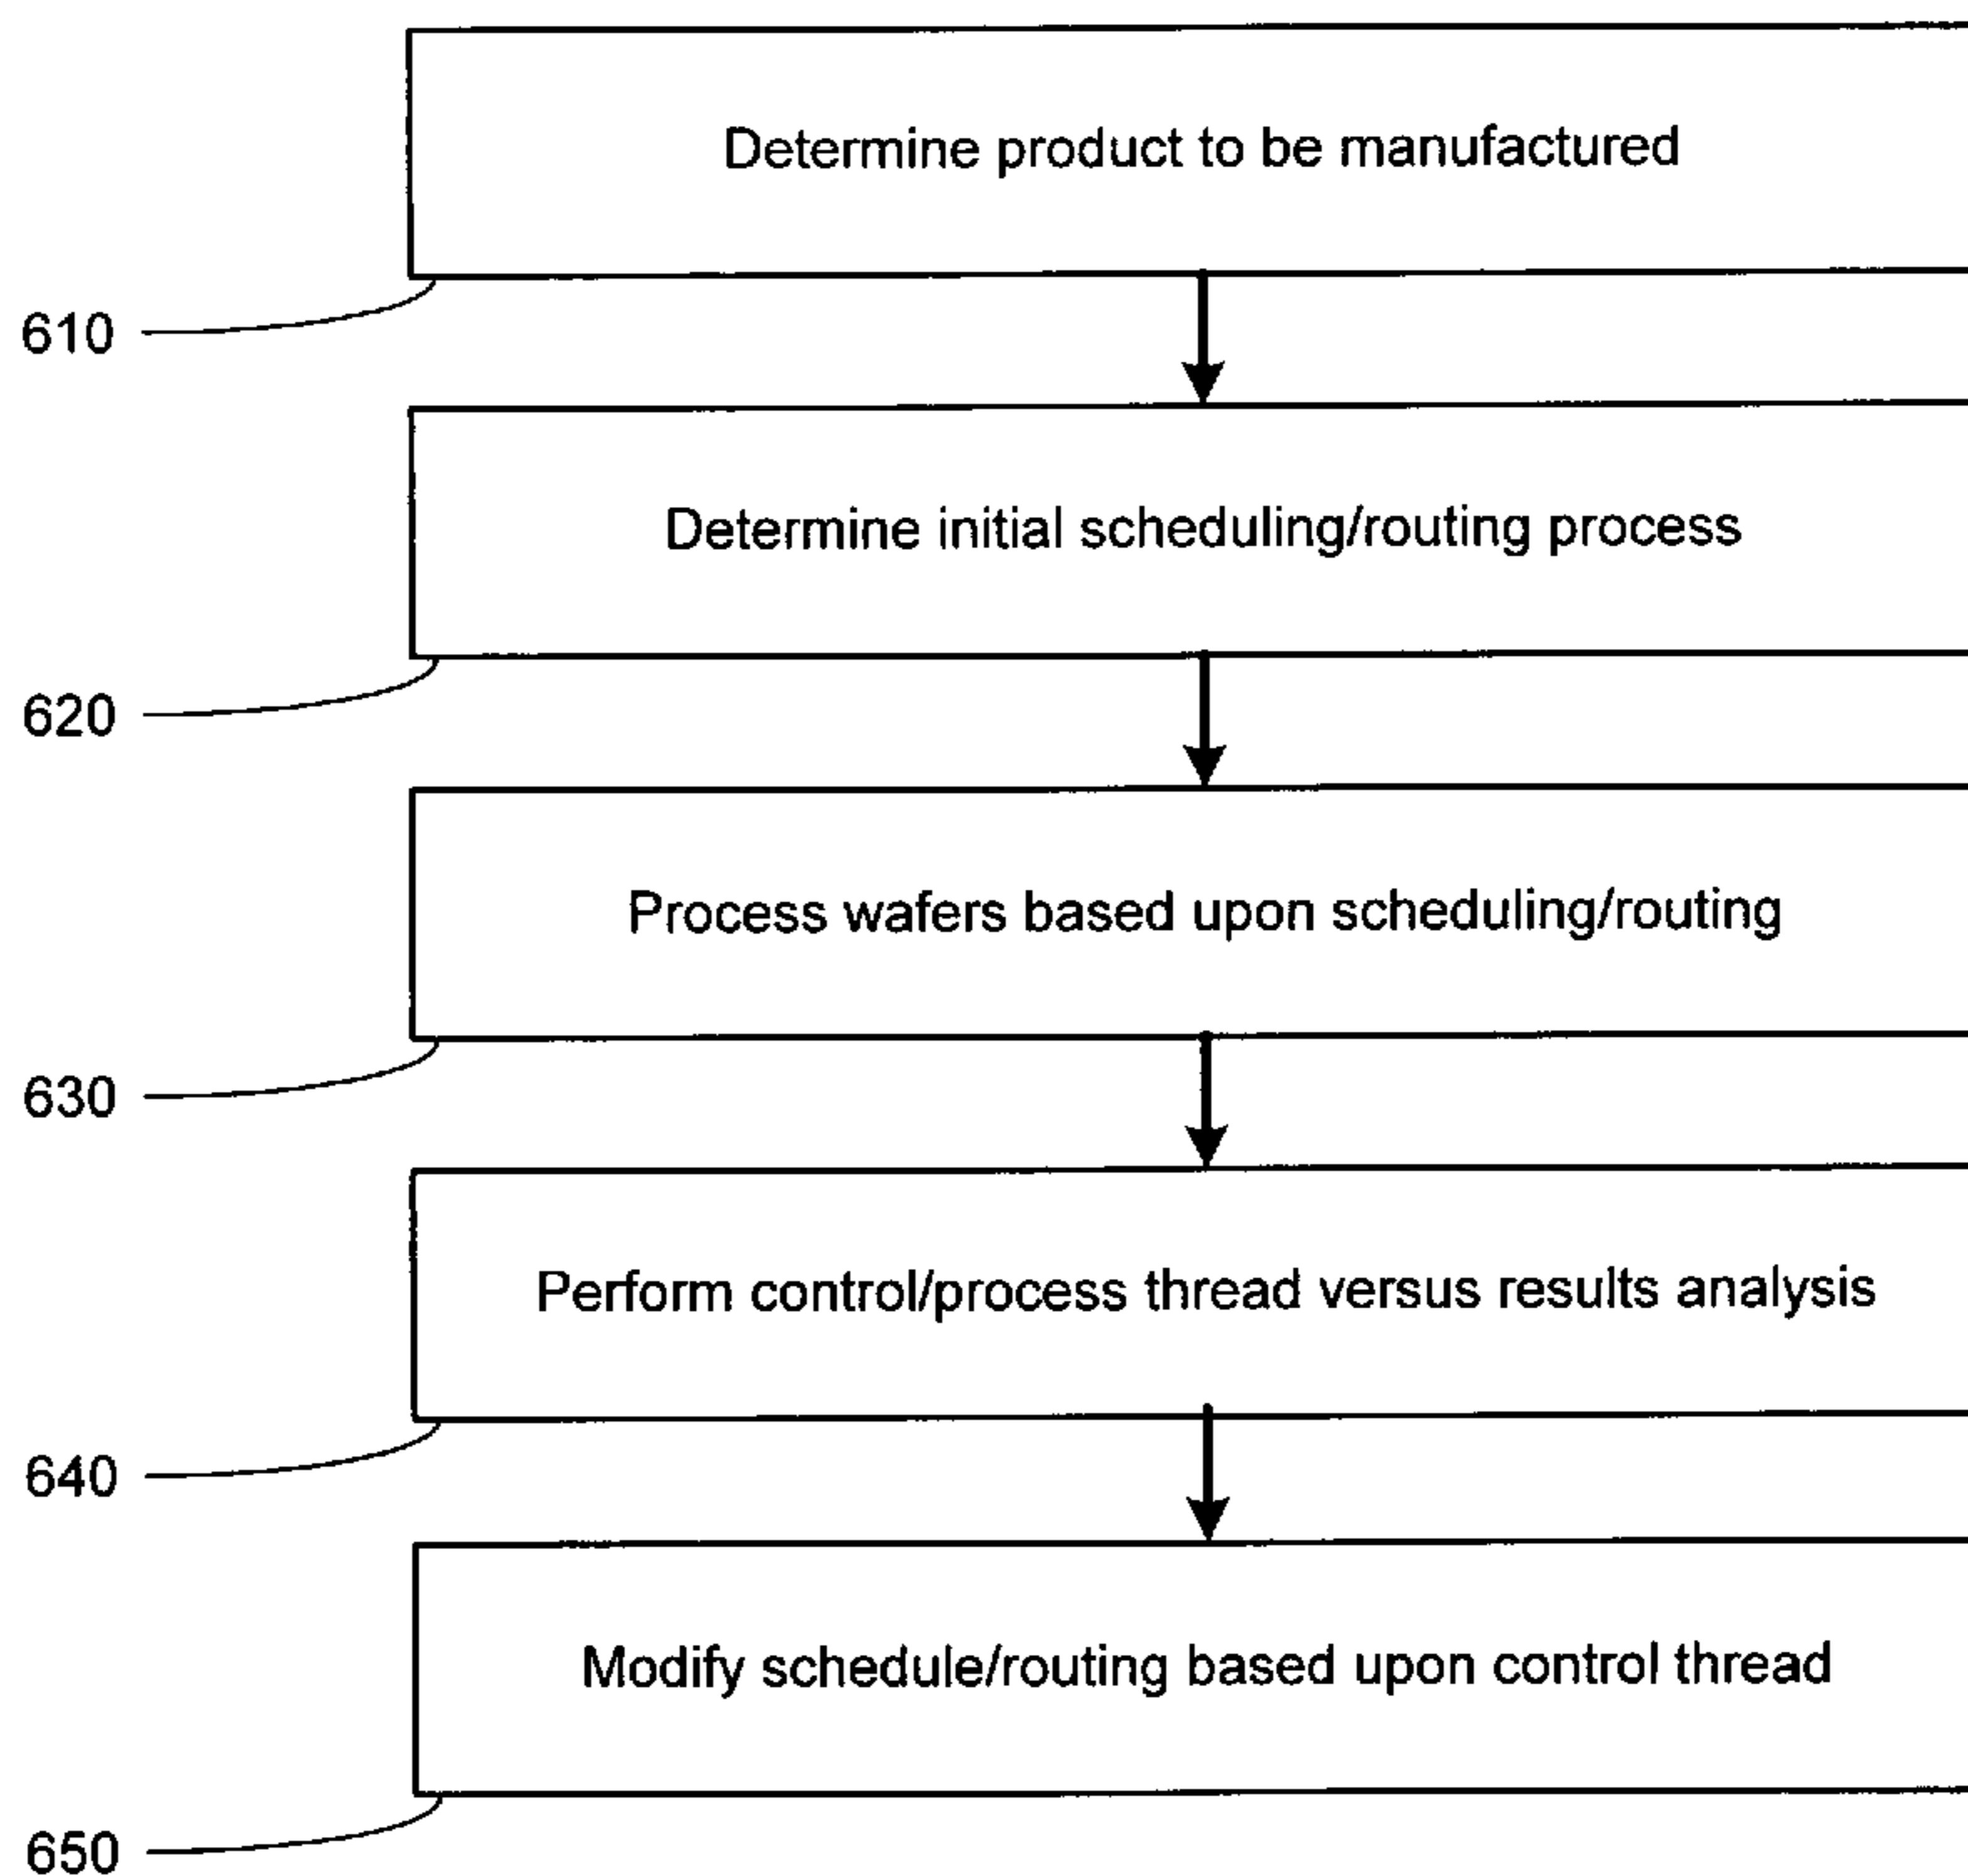 Determine product to be manufactured
610
Determine initial scheduling/routing process
620
Process wafers based upon scheduling/routing
630
Perform control/process thread versus results analysis
640
Modify schedule/routing based upon control thread
650